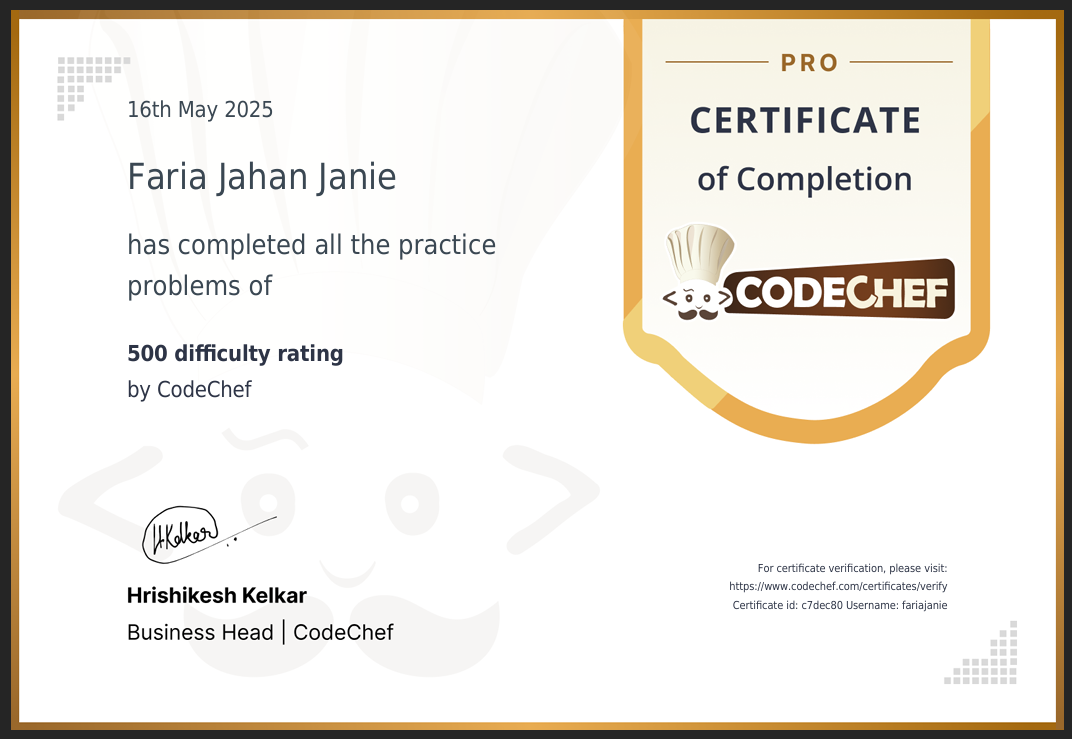 16th May 2025
Faria Jahan Janie
has completed all the practice
problems of
500 difficulty rating
by CodeChef
PRO
CERTIFICATE
of Completion
CODECHEF
H.Kelkar
Hrishikesh Kelkar
Business Head | CodeChef
For certificate verification, please visit:
https://www.codechef.com/certificates/verify
Certificate id: c7dec80 Username: fariajanie